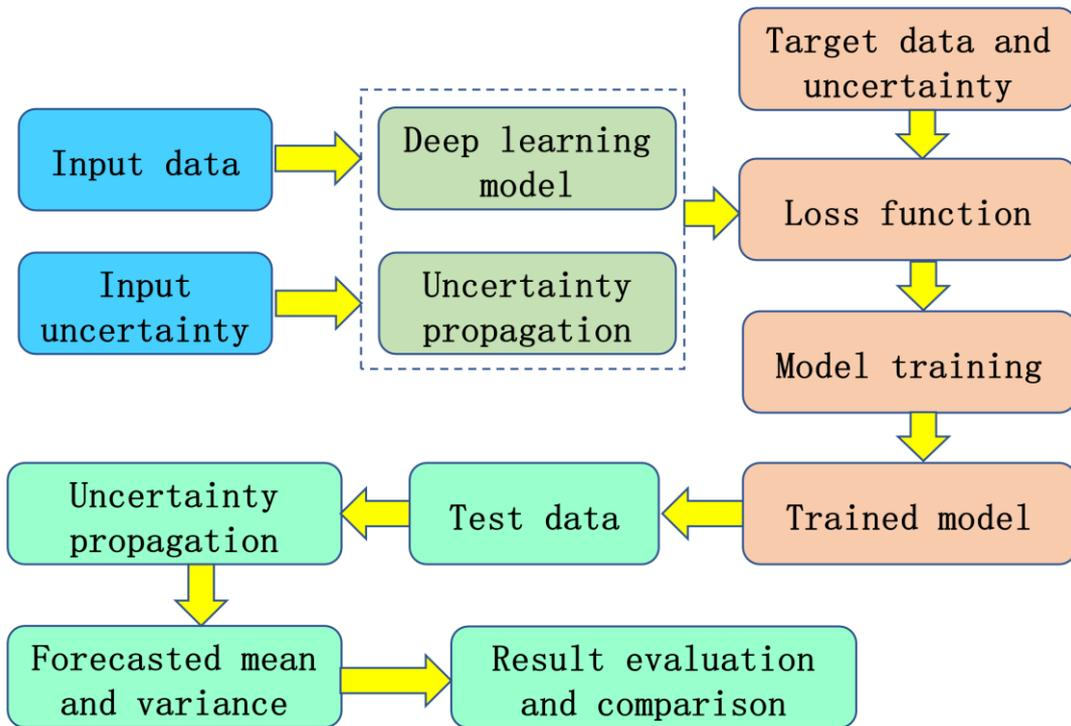 Target data and
uncertainty
Input data
Deep learning
model
Loss function
Input
uncertainty
Uncertainty
propagation
Model training
Uncertainty
propagation
Test data
Trained model
Forecasted mean
and variance
Result evaluation
and comparison